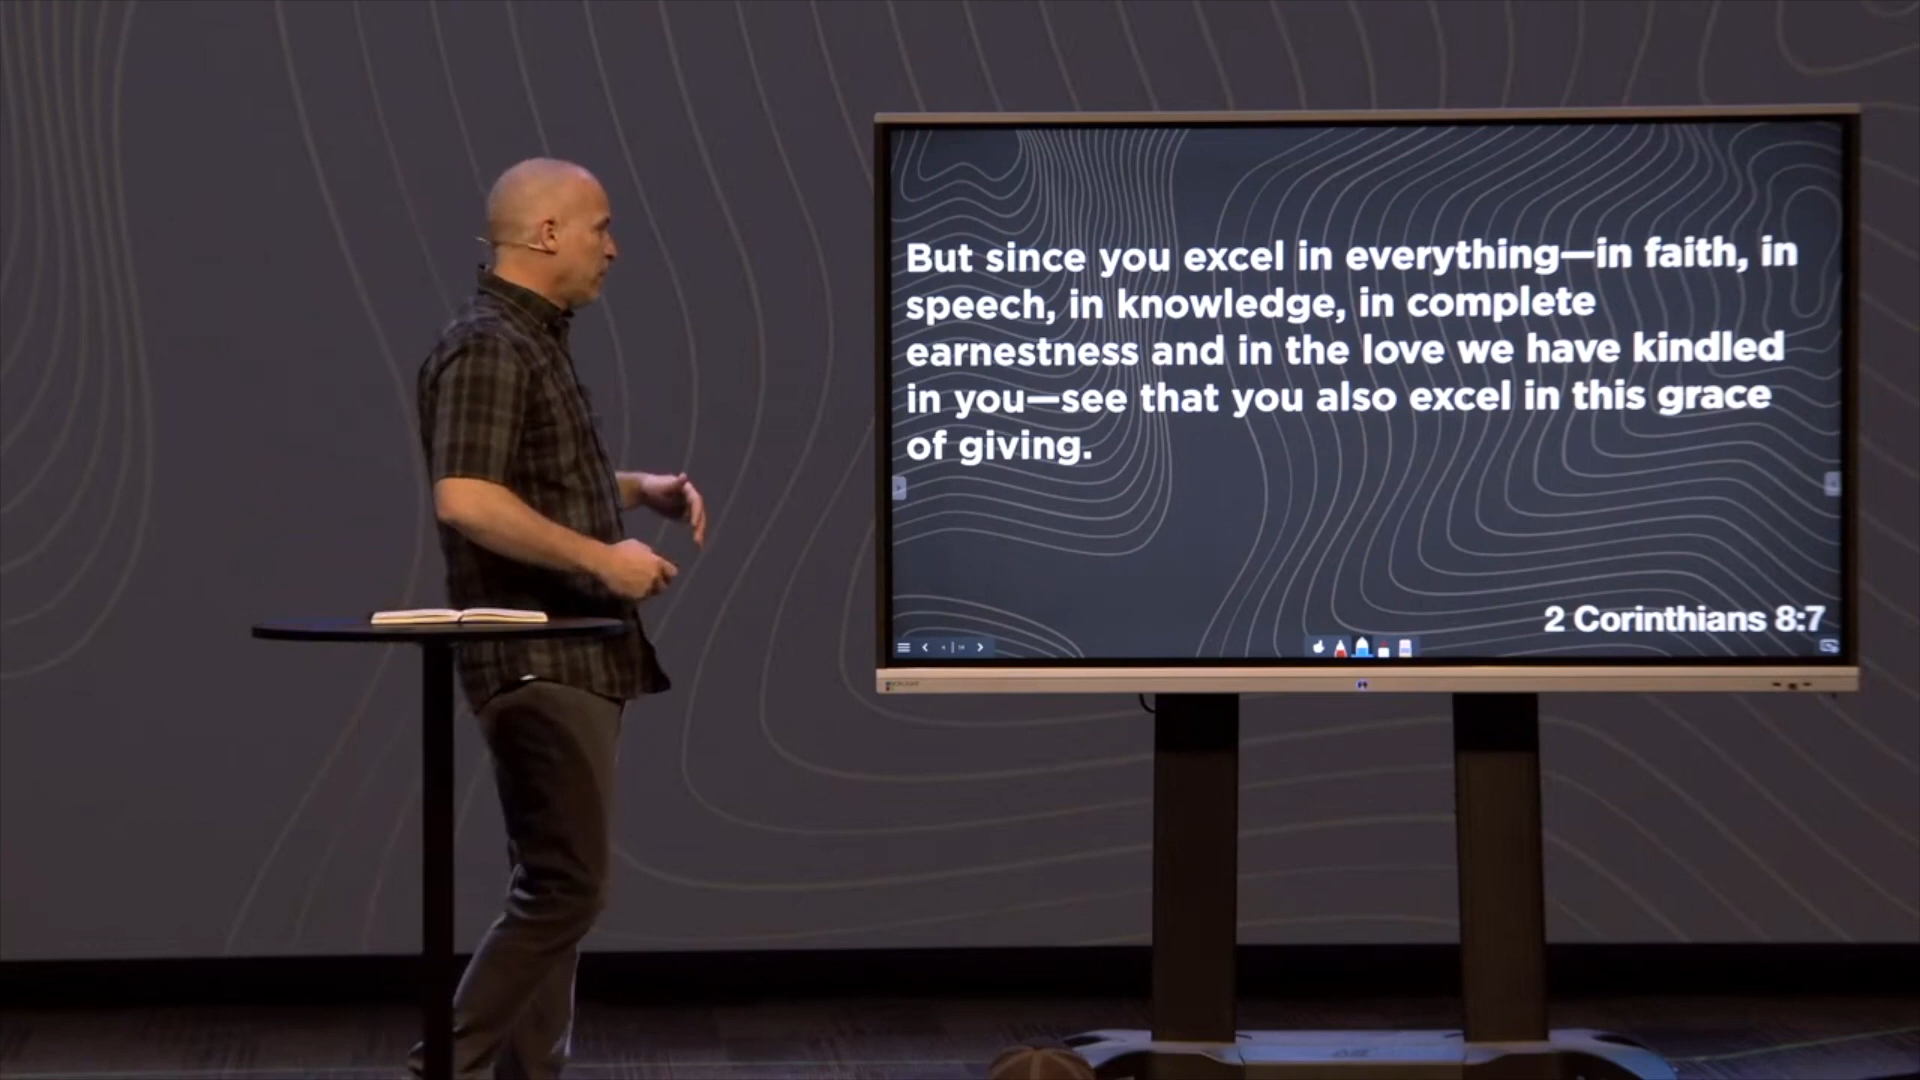 But since you excel in everything—in faith, in
speech, in knowledge, in complete
earnestness and in the love we have kindled
in you—see that you also excel in this grace
of giving.
2 Corinthians 8:7